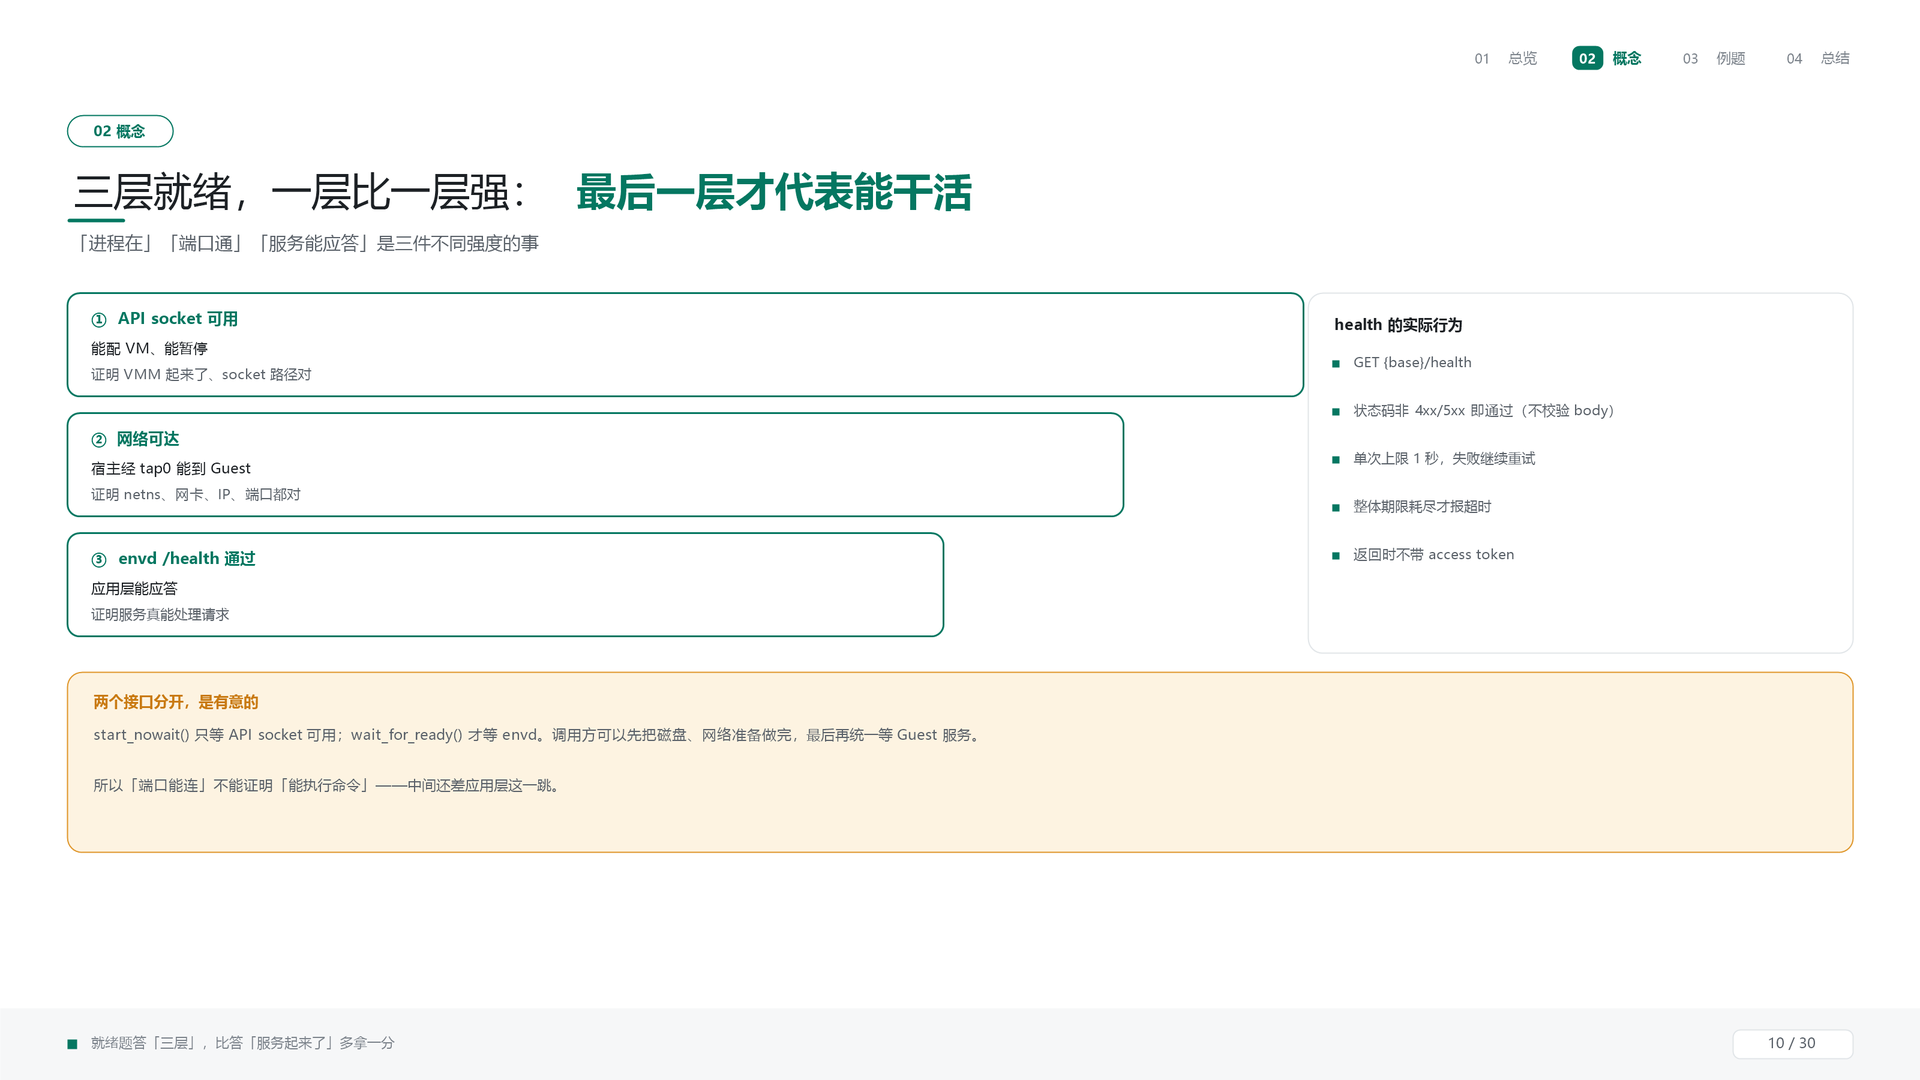 01 总览 02 概念 03 例题 04 总结
02 概念
三层就绪，一层比一层强： 最后一层才代表能干活
「进程在」「端口通」「服务能应答」是三件不同强度的事
① API socket 可用
能配 VM、能暂停
证明 VMM 起来了、socket 路径对
② 网络可达
宿主经 tap0 能到 Guest
证明 netns、网卡、IP、端口都对
③ envd /health 通过
应用层能应答
证明服务真能处理请求
health 的实际行为
GET {base}/health
状态码非 4xx/5xx 即通过（不校验 body）
单次上限 1 秒，失败继续重试
整体期限耗尽才报超时
返回时不带 access token
两个接口分开，是有意的
start_nowait() 只等 API socket 可用；wait_for_ready() 才等 envd。调用方可以先把磁盘、网络准备做完，最后再统一等 Guest 服务。
所以「端口能连」不能证明「能执行命令」——中间还差应用层这一跳。
就绪题答「三层」，比答「服务起来了」多拿一分
10 / 30